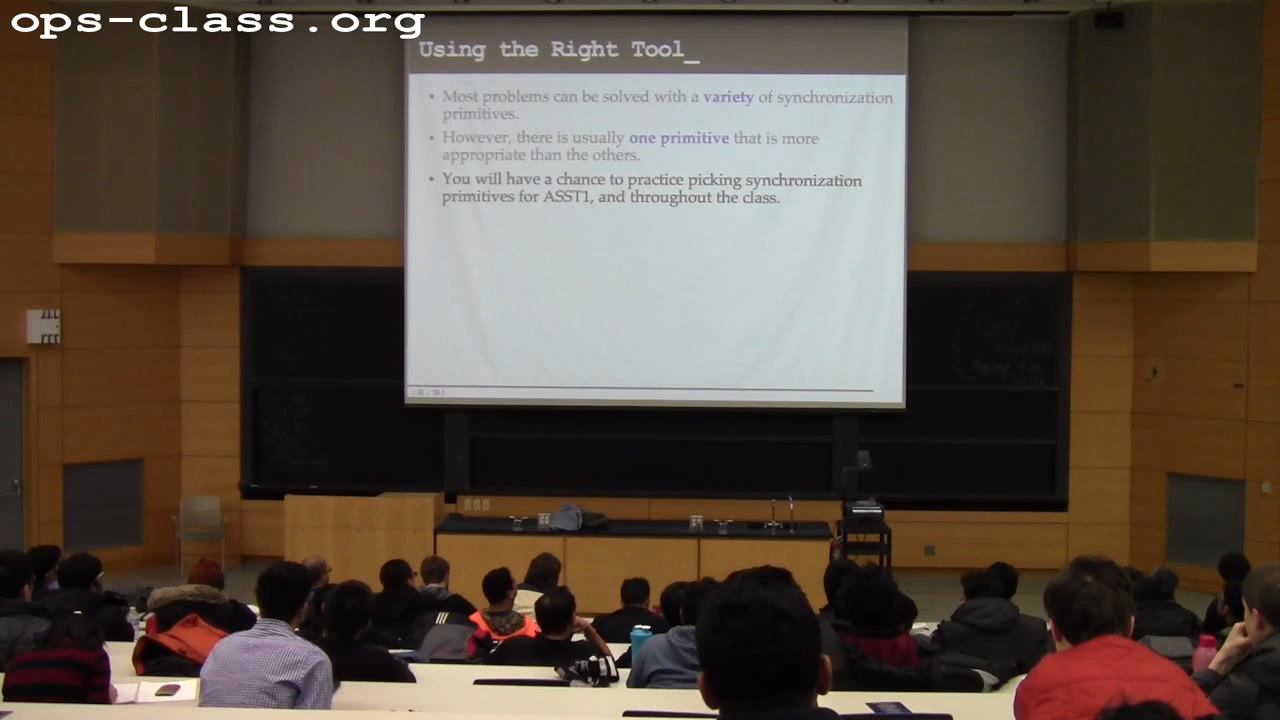 ops-class.org
Using the Right Tool_
• Most problems can be solved with a variety of synchronization
primitives.
• However, there is usually one primitive that is more
appropriate than the others.
• You will have a chance to practice picking synchronization
primitives for ASST1, and throughout the class.